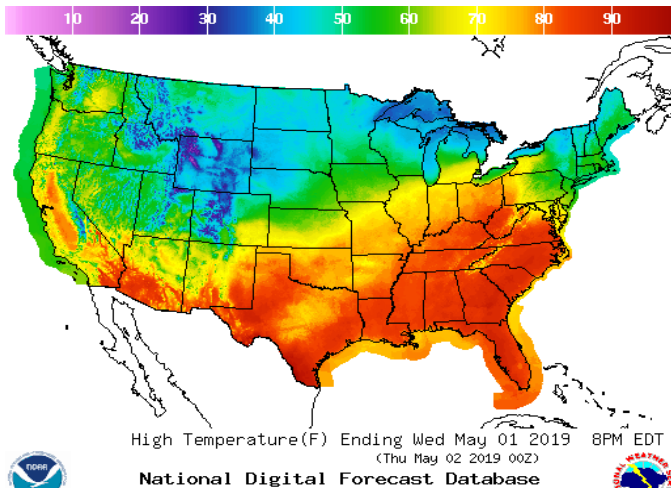 10 20 30 40 50 60 70 80 90
High Temperature(F) Ending Wed May 01 2019 8PM EDT
(Thu May 02 2019 00Z)
National Digital Forecast Database
noaa